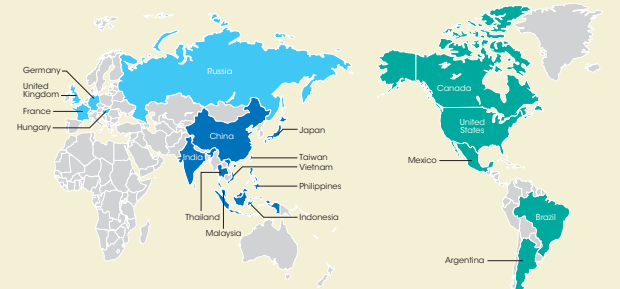 Germany
United
Kingdom
France
Hungary
Russia
China
India
Japan
Taiwan
Vietnam
Philippines
Indonesia
Thailand
Malaysia
Canada
United
States
Mexico
Brazil
Argentina